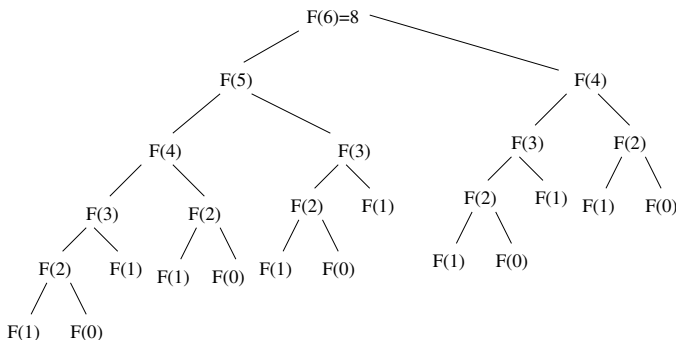 F(6)=8
F(5) F(4)
F(4) F(3) F(3) F(2)
F(3) F(2) F(2) F(1) F(2) F(1) F(1) F(0)
F(2) F(1) F(1) F(0) F(1) F(0) F(1) F(0)
F(1) F(0)